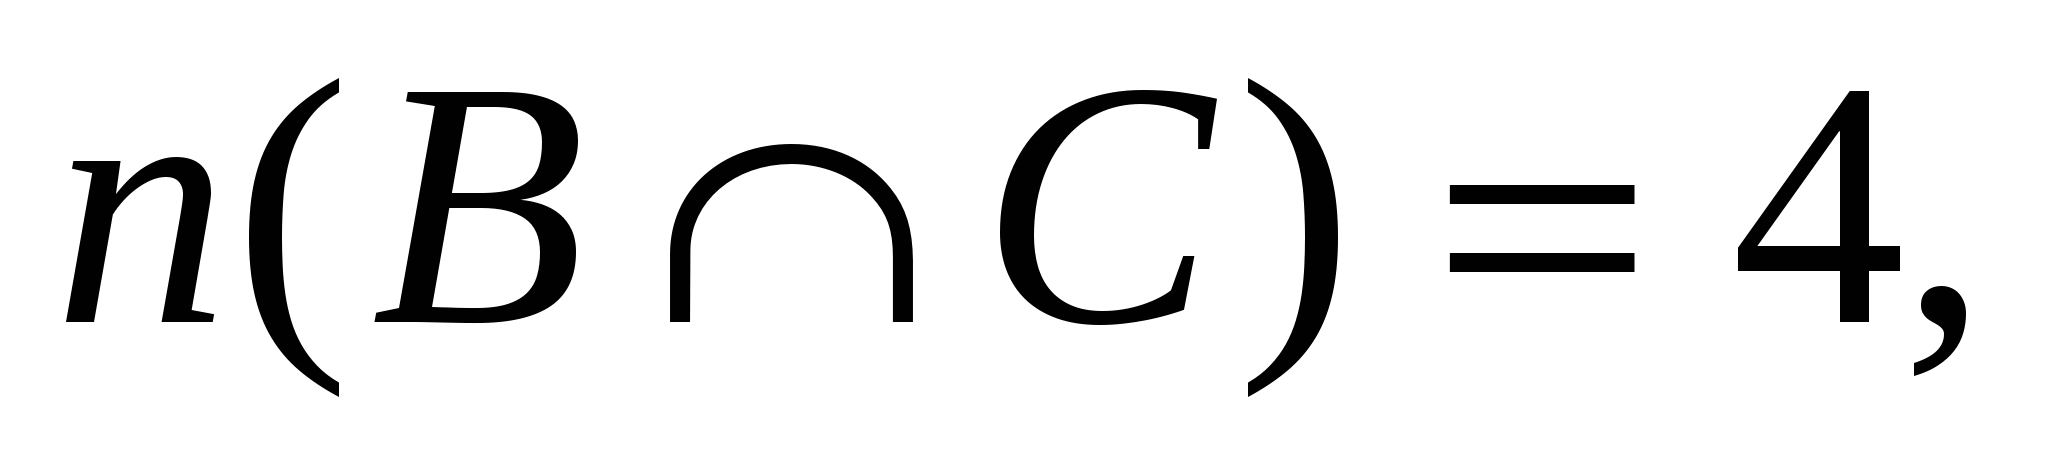 n(B ∩ C) = 4,